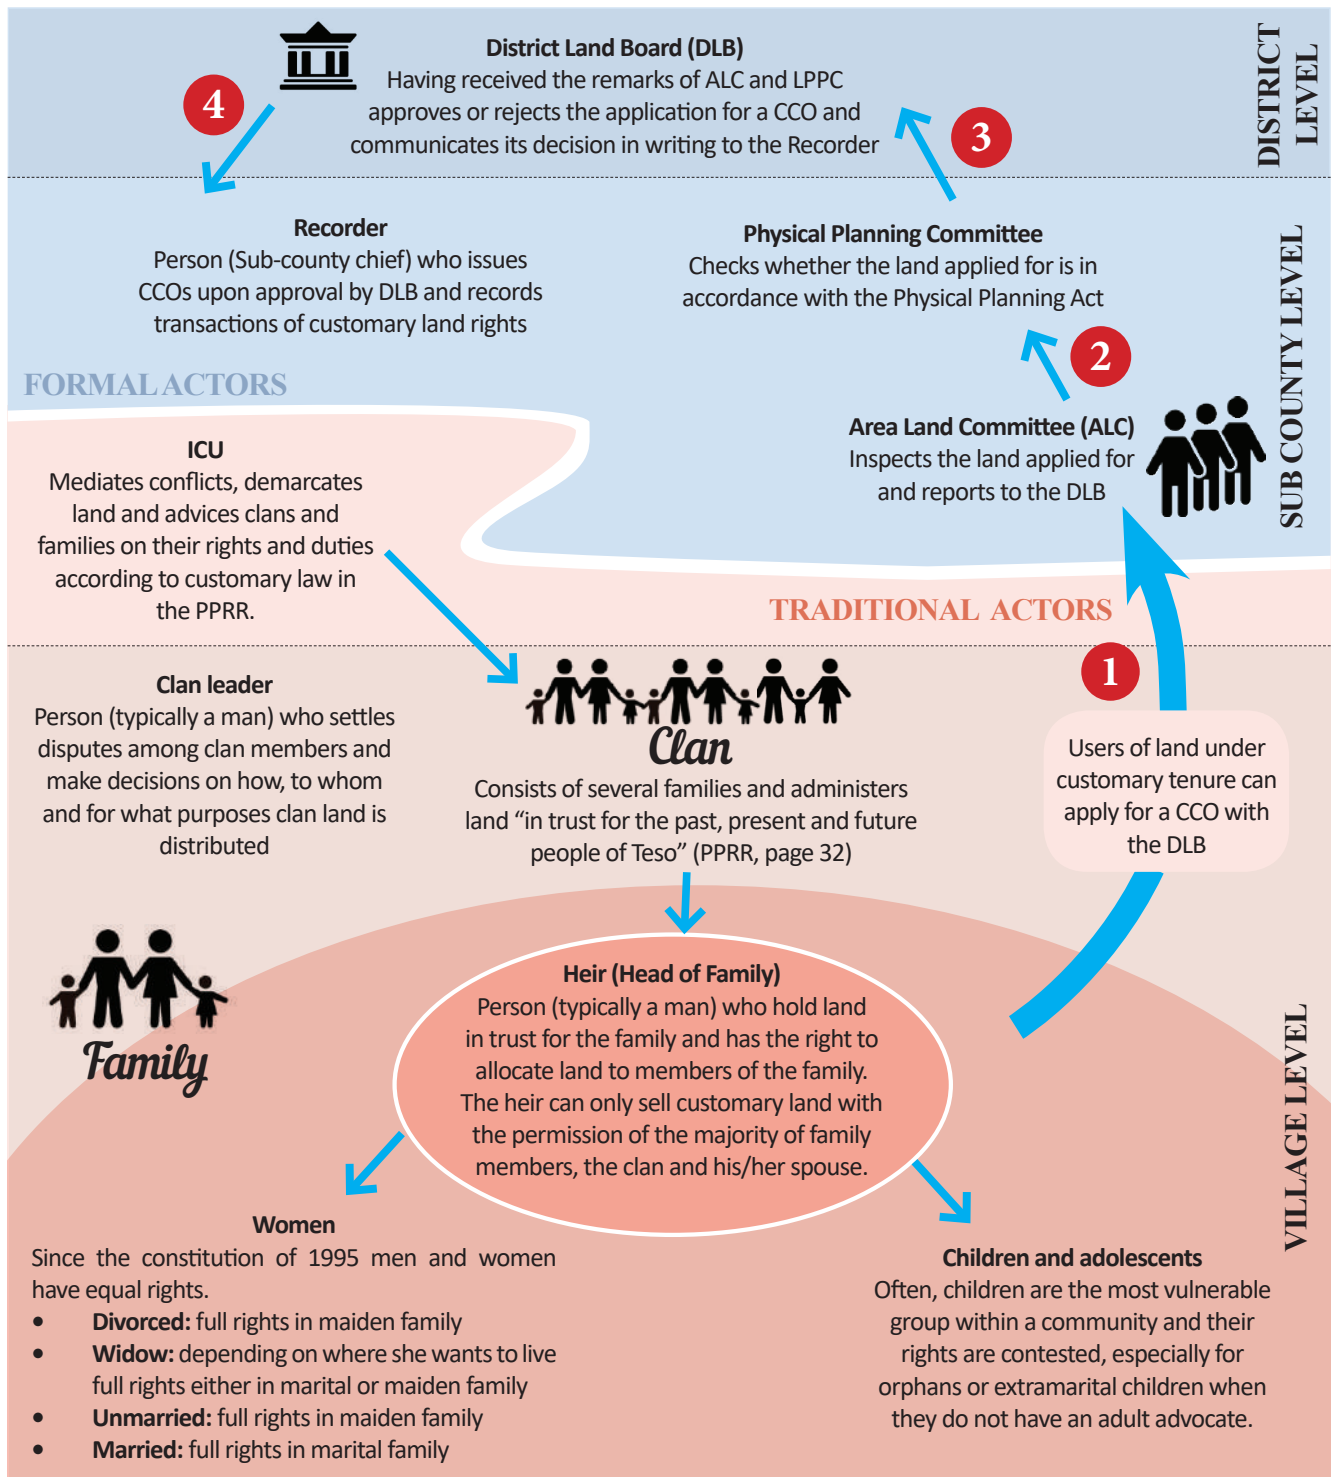 District Land Board (DLB)
Having received the remarks of ALC and LPPC
approves or rejects the application for a CCO and
communicates its decision in writing to the Recorder
DISTRICT
LEVEL
4
3
Recorder
Person (Sub-county chief) who issues
CCOs upon approval by DLB and records
transactions of customary land rights
Physical Planning Committee
Checks whether the land applied for is in
accordance with the Physical Planning Act
SUB COUNTY LEVEL
2
FORMAL ACTORS
Area Land Committee (ALC)
Inspects the land applied for
and reports to the DLB
ICU
Mediates conflicts, demarcates
land and advices clans and
families on their rights and duties
according to customary law in
the PPRR.
TRADITIONAL ACTORS
1
Clan leader
Person (typically a man) who settles
disputes among clan members and
make decisions on how, to whom
and for what purposes clan land is
distributed
Clan
Consists of several families and administers
land “in trust for the past, present and future
people of Teso” (PPRR, page 32)
Users of land under
customary tenure can
apply for a CCO with
the DLB
Family
Heir (Head of Family)
Person (typically a man) who hold land
in trust for the family and has the right to
allocate land to members of the family.
The heir can only sell customary land with
the permission of the majority of family
members, the clan and his/her spouse.
VILLAGE LEVEL
Women
Since the constitution of 1995 men and women
have equal rights.
• Divorced: full rights in maiden family
• Widow: depending on where she wants to live
full rights either in marital or maiden family
• Unmarried: full rights in maiden family
• Married: full rights in marital family
Children and adolescents
Often, children are the most vulnerable
group within a community and their
rights are contested, especially for
orphans or extramarital children when
they do not have an adult advocate.